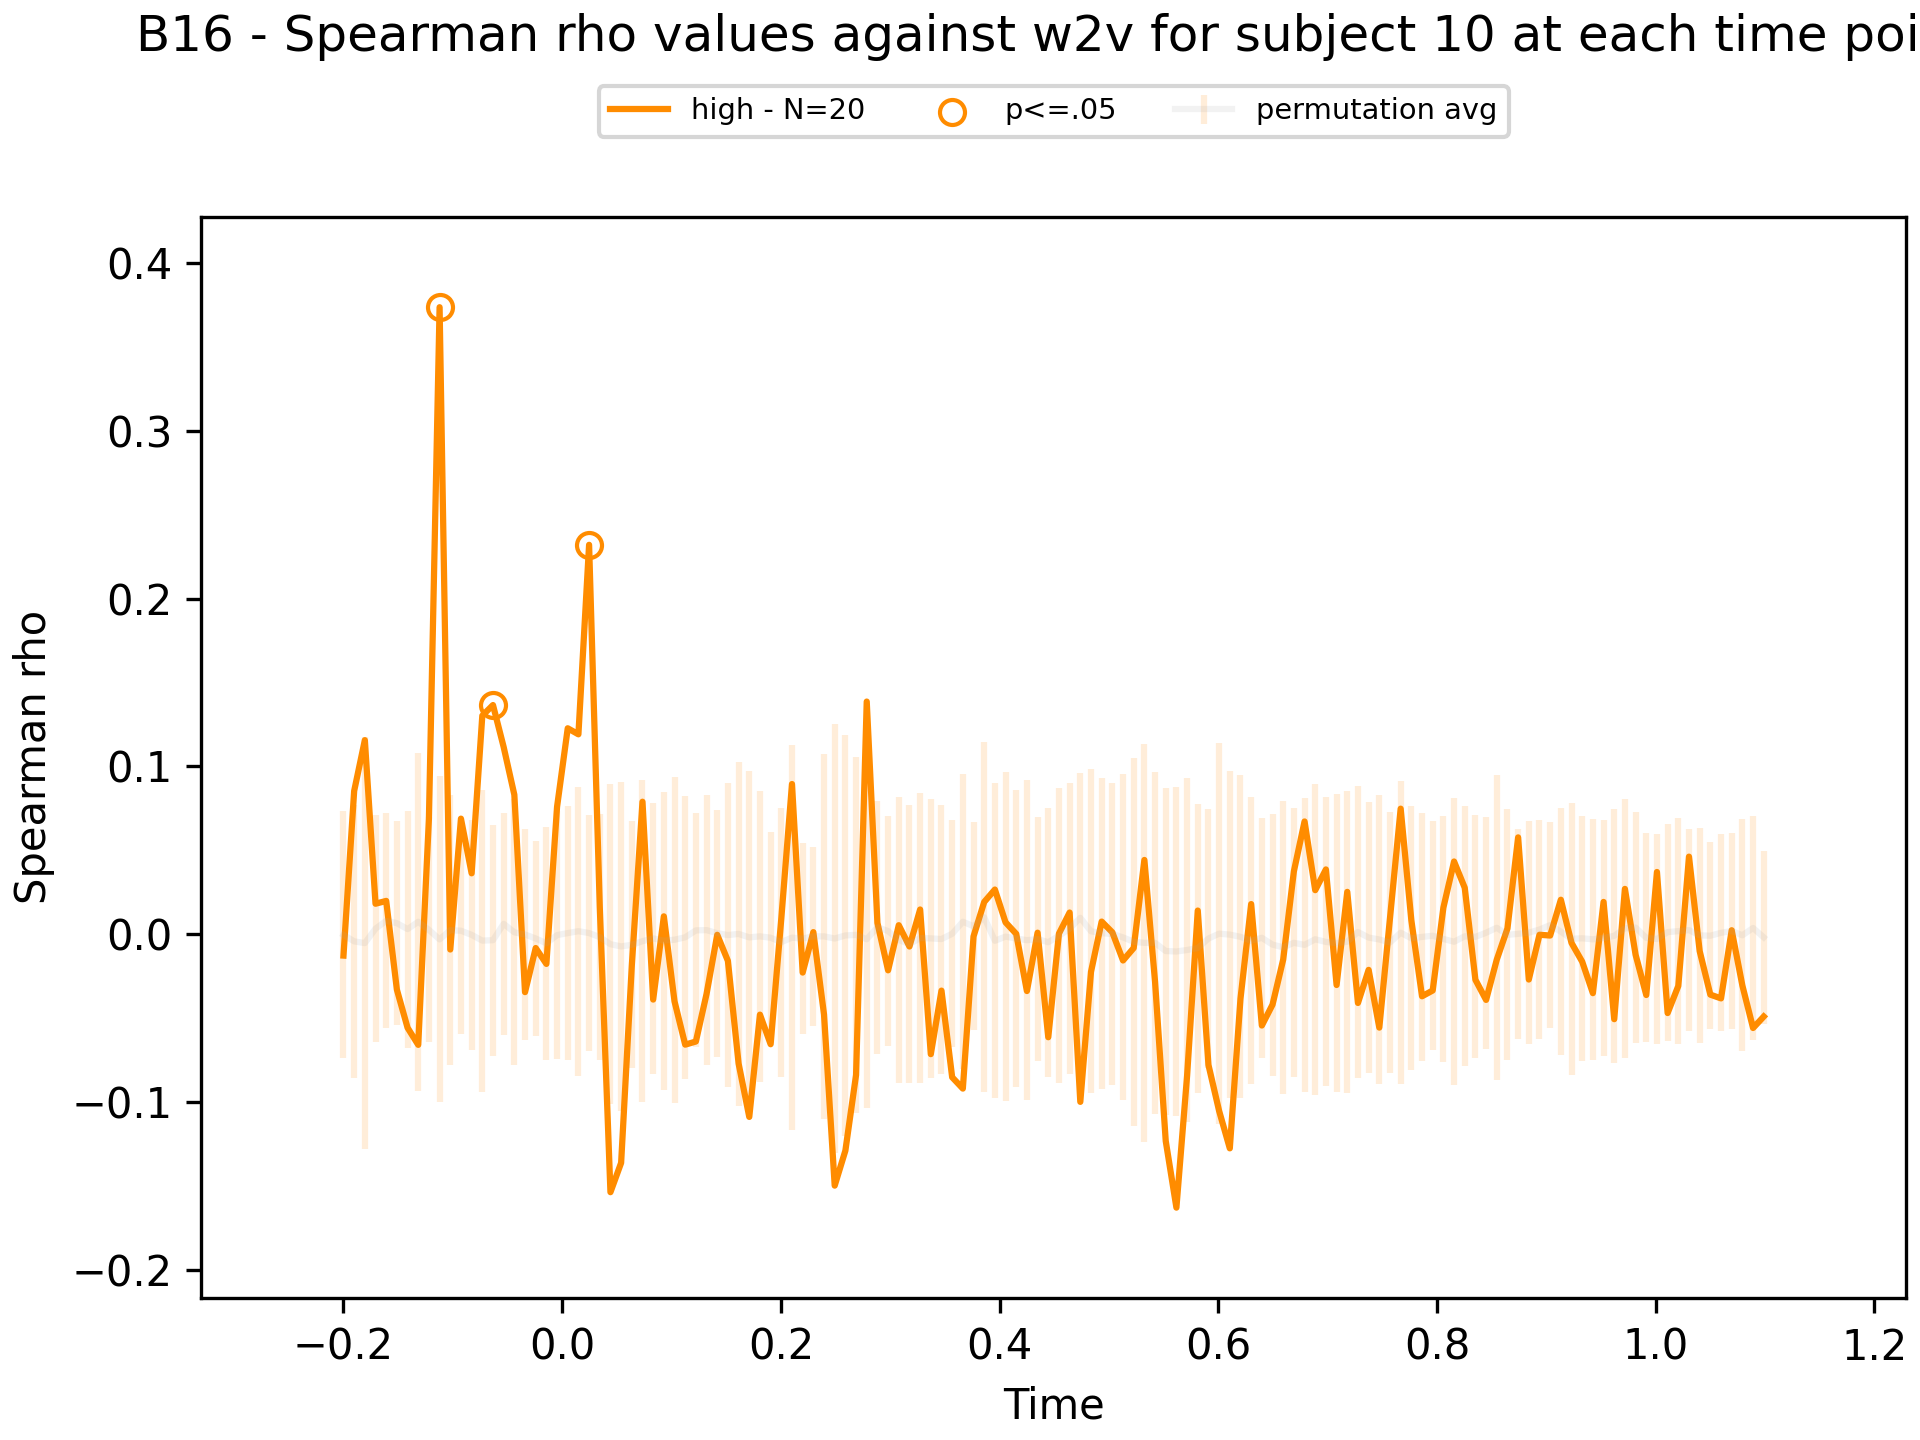 B16 - Spearman rho values against w2v for subject 10 at each time poi
high - N=20 p<=.05 permutation avg
0.4
0.3
0.2
0.1
0.0
−0.1
−0.2
Spearman rho
−0.2 0.0 0.2 0.4 0.6 0.8 1.0 1.2
Time